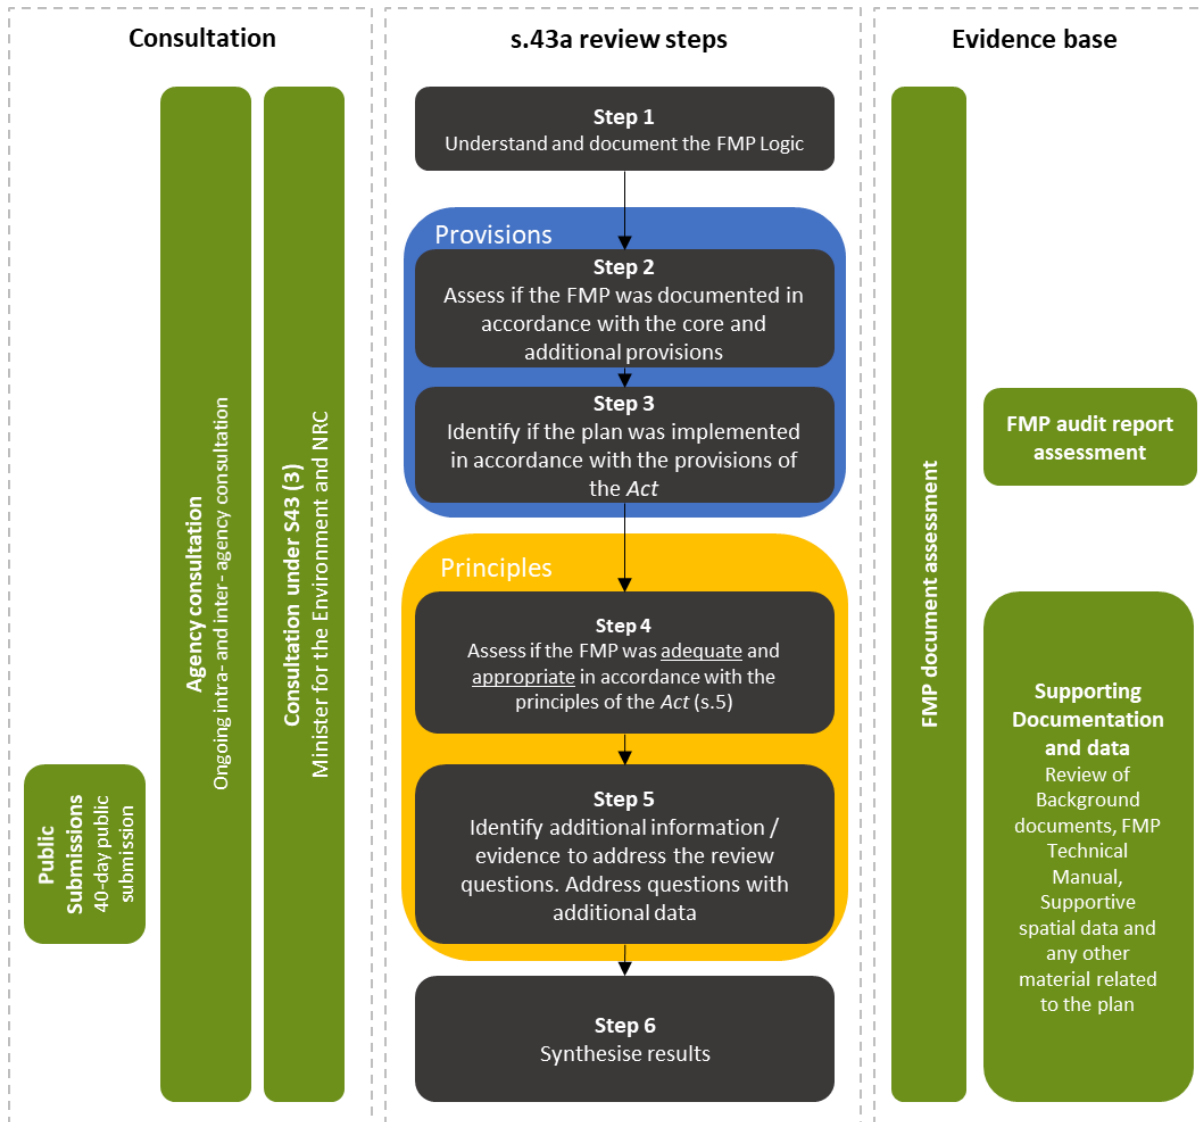 Consultation
Public
Submissions
40-day public
submission
Agency consultation
Ongoing intra- and inter- agency consultation
Consultation under S43 (3)
Minister for the Environment and NRC
s.43a review steps
Step 1
Understand and document the FMP Logic
Provisions
Step 2
Assess if the FMP was documented in
accordance with the core and
additional provisions
Step 3
Identify if the plan was implemented
in accordance with the provisions of
the Act
Principles
Step 4
Assess if the FMP was adequate and
appropriate in accordance with the
principles of the Act (s.5)
Step 5
Identify additional information /
evidence to address the review
questions. Address questions with
additional data
Step 6
Synthesise results
Evidence base
FMP document assessment
FMP audit report
assessment
Supporting
Documentation
and data
Review of
Background
documents, FMP
Technical
Manual,
Supportive
spatial data and
any other
material related
to the plan